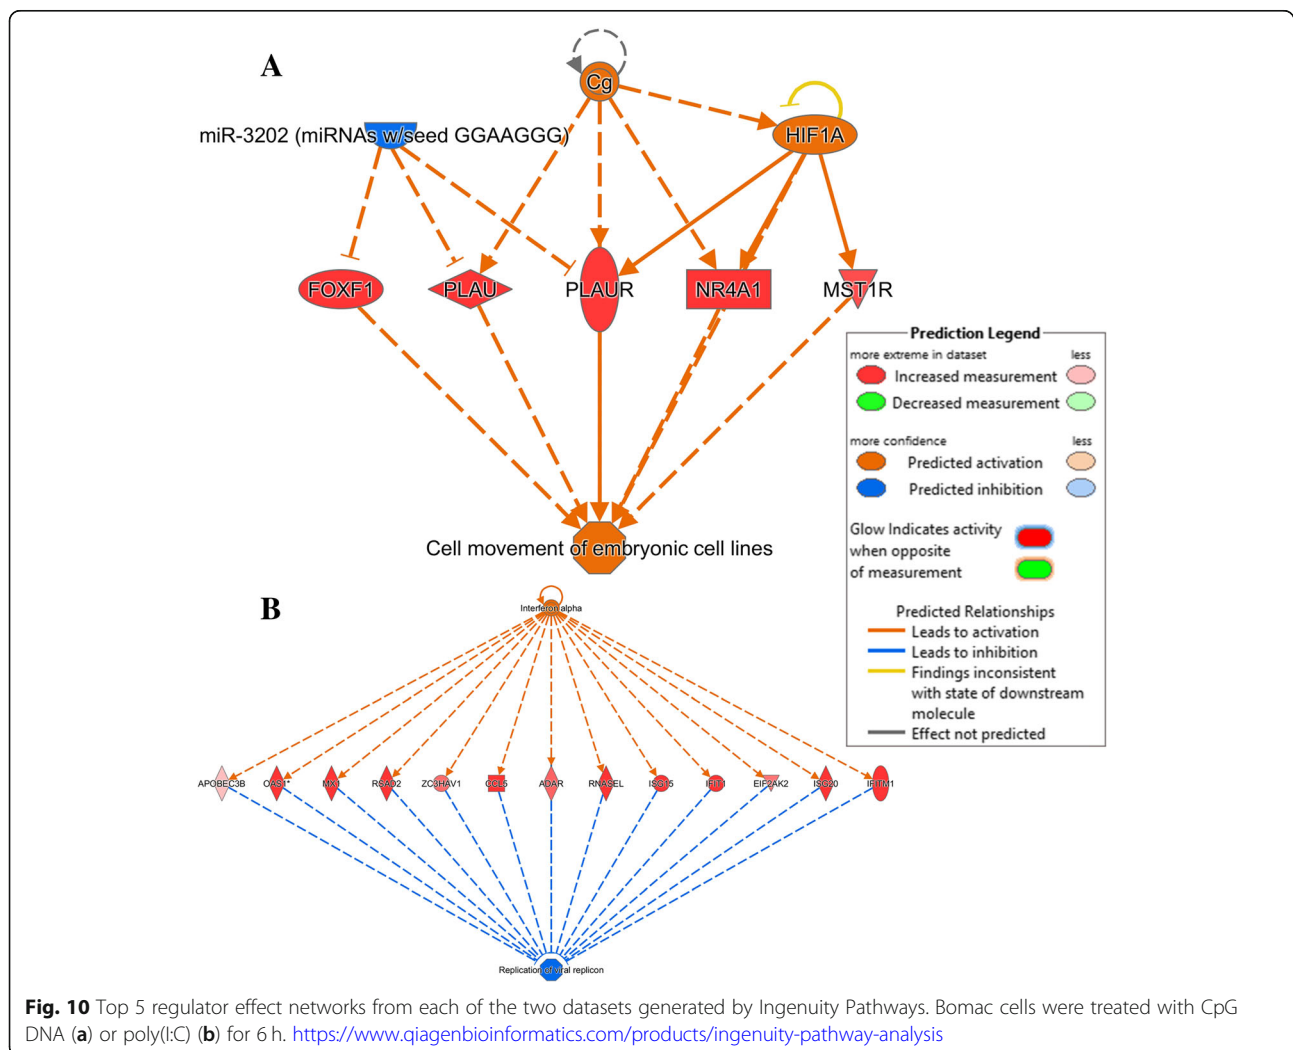 A
Cg
miR-3202 (miRNAs w/seed GGAAGGG)
HIF1A
FOXF1
PLAU
PLAUR
NR4A1
MST1R
Cell movement of embryonic cell lines
Prediction Legend
more extreme in dataset
less
Increased measurement
Decreased measurement
more confidence
less
Predicted activation
Predicted inhibition
Glow Indicates activity
when opposite
of measurement
Predicted Relationships
Leads to activation
Leads to inhibition
Findings inconsistent
with state of downstream
molecule
Effect not predicted
B
Interferon alpha
APOBEC3B
OAS1*
MX1
RSAD2
ZC3HAV1
CCL5
ADAR
RNASEL
ISG15
IFIT1
EIF2AK2
ISG20
IFITM1
Replication of viral replicon
Fig. 10 Top 5 regulator effect networks from each of the two datasets generated by Ingenuity Pathways. Bomac cells were treated with CpG
DNA (a) or poly(I:C) (b) for 6 h. https://www.qiagenbioinformatics.com/products/ingenuity-pathway-analysis